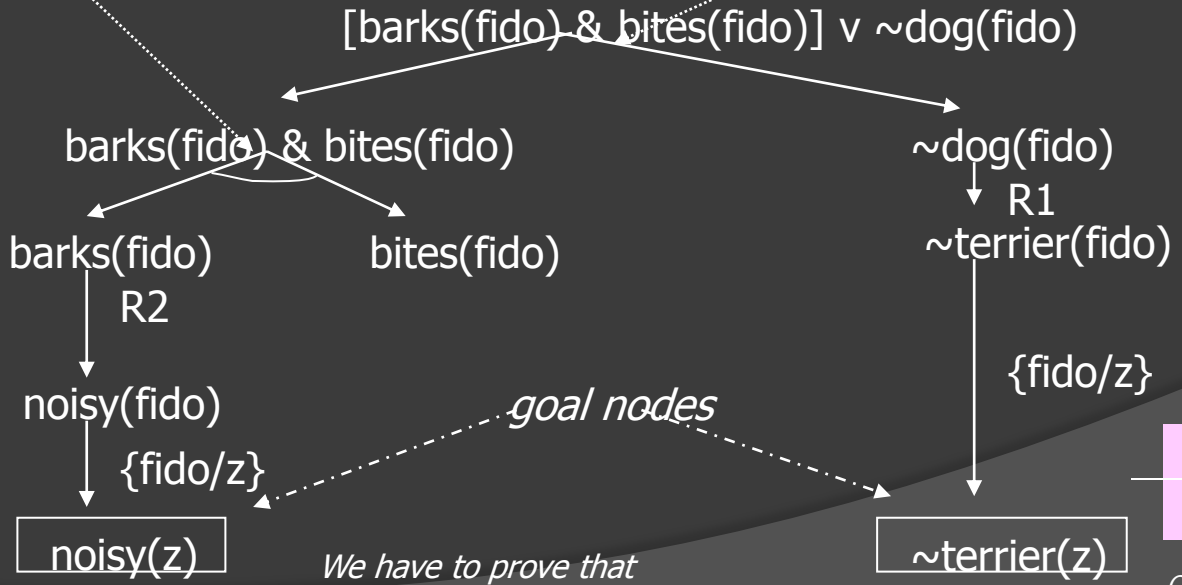 [barks(fido) & bites(fido)] v ~dog(fido)
barks(fido) & bites(fido)
~dog(fido)
R1
barks(fido)
bites(fido)
~terrier(fido)
R2
{fido/z}
noisy(fido)
goal nodes
{fido/z}
noisy(z)
We have to prove that
~terrier(z)